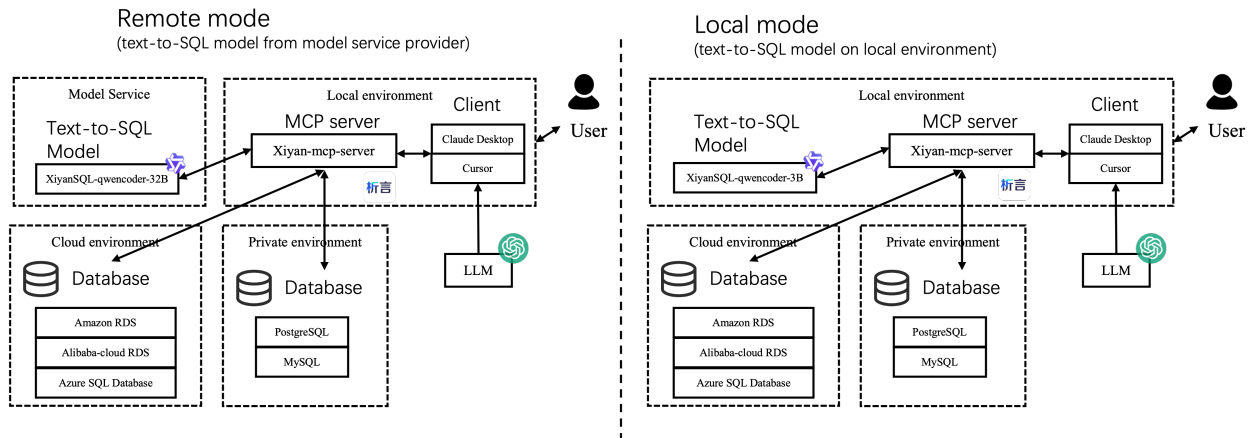 Remote mode
(text-to-SQL model from model service provider)
Model Service
Text-to-SQL
Model
XiyanSQL-qwencoder-32B
Local environment
MCP server
Xiyan-mcp-server
析言
Client
Claude Desktop
Cursor
User
Cloud environment
Database
Amazon RDS
Alibaba-cloud RDS
Azure SQL Database
Private environment
Database
PostgreSQL
MySQL
LLM
Local mode
(text-to-SQL model on local environment)
Local environment
Text-to-SQL
Model
XiyanSQL-qwencoder-3B
MCP server
Xiyan-mcp-server
析言
Client
Claude Desktop
Cursor
User
Cloud environment
Database
Amazon RDS
Alibaba-cloud RDS
Azure SQL Database
Private environment
Database
PostgreSQL
MySQL
LLM